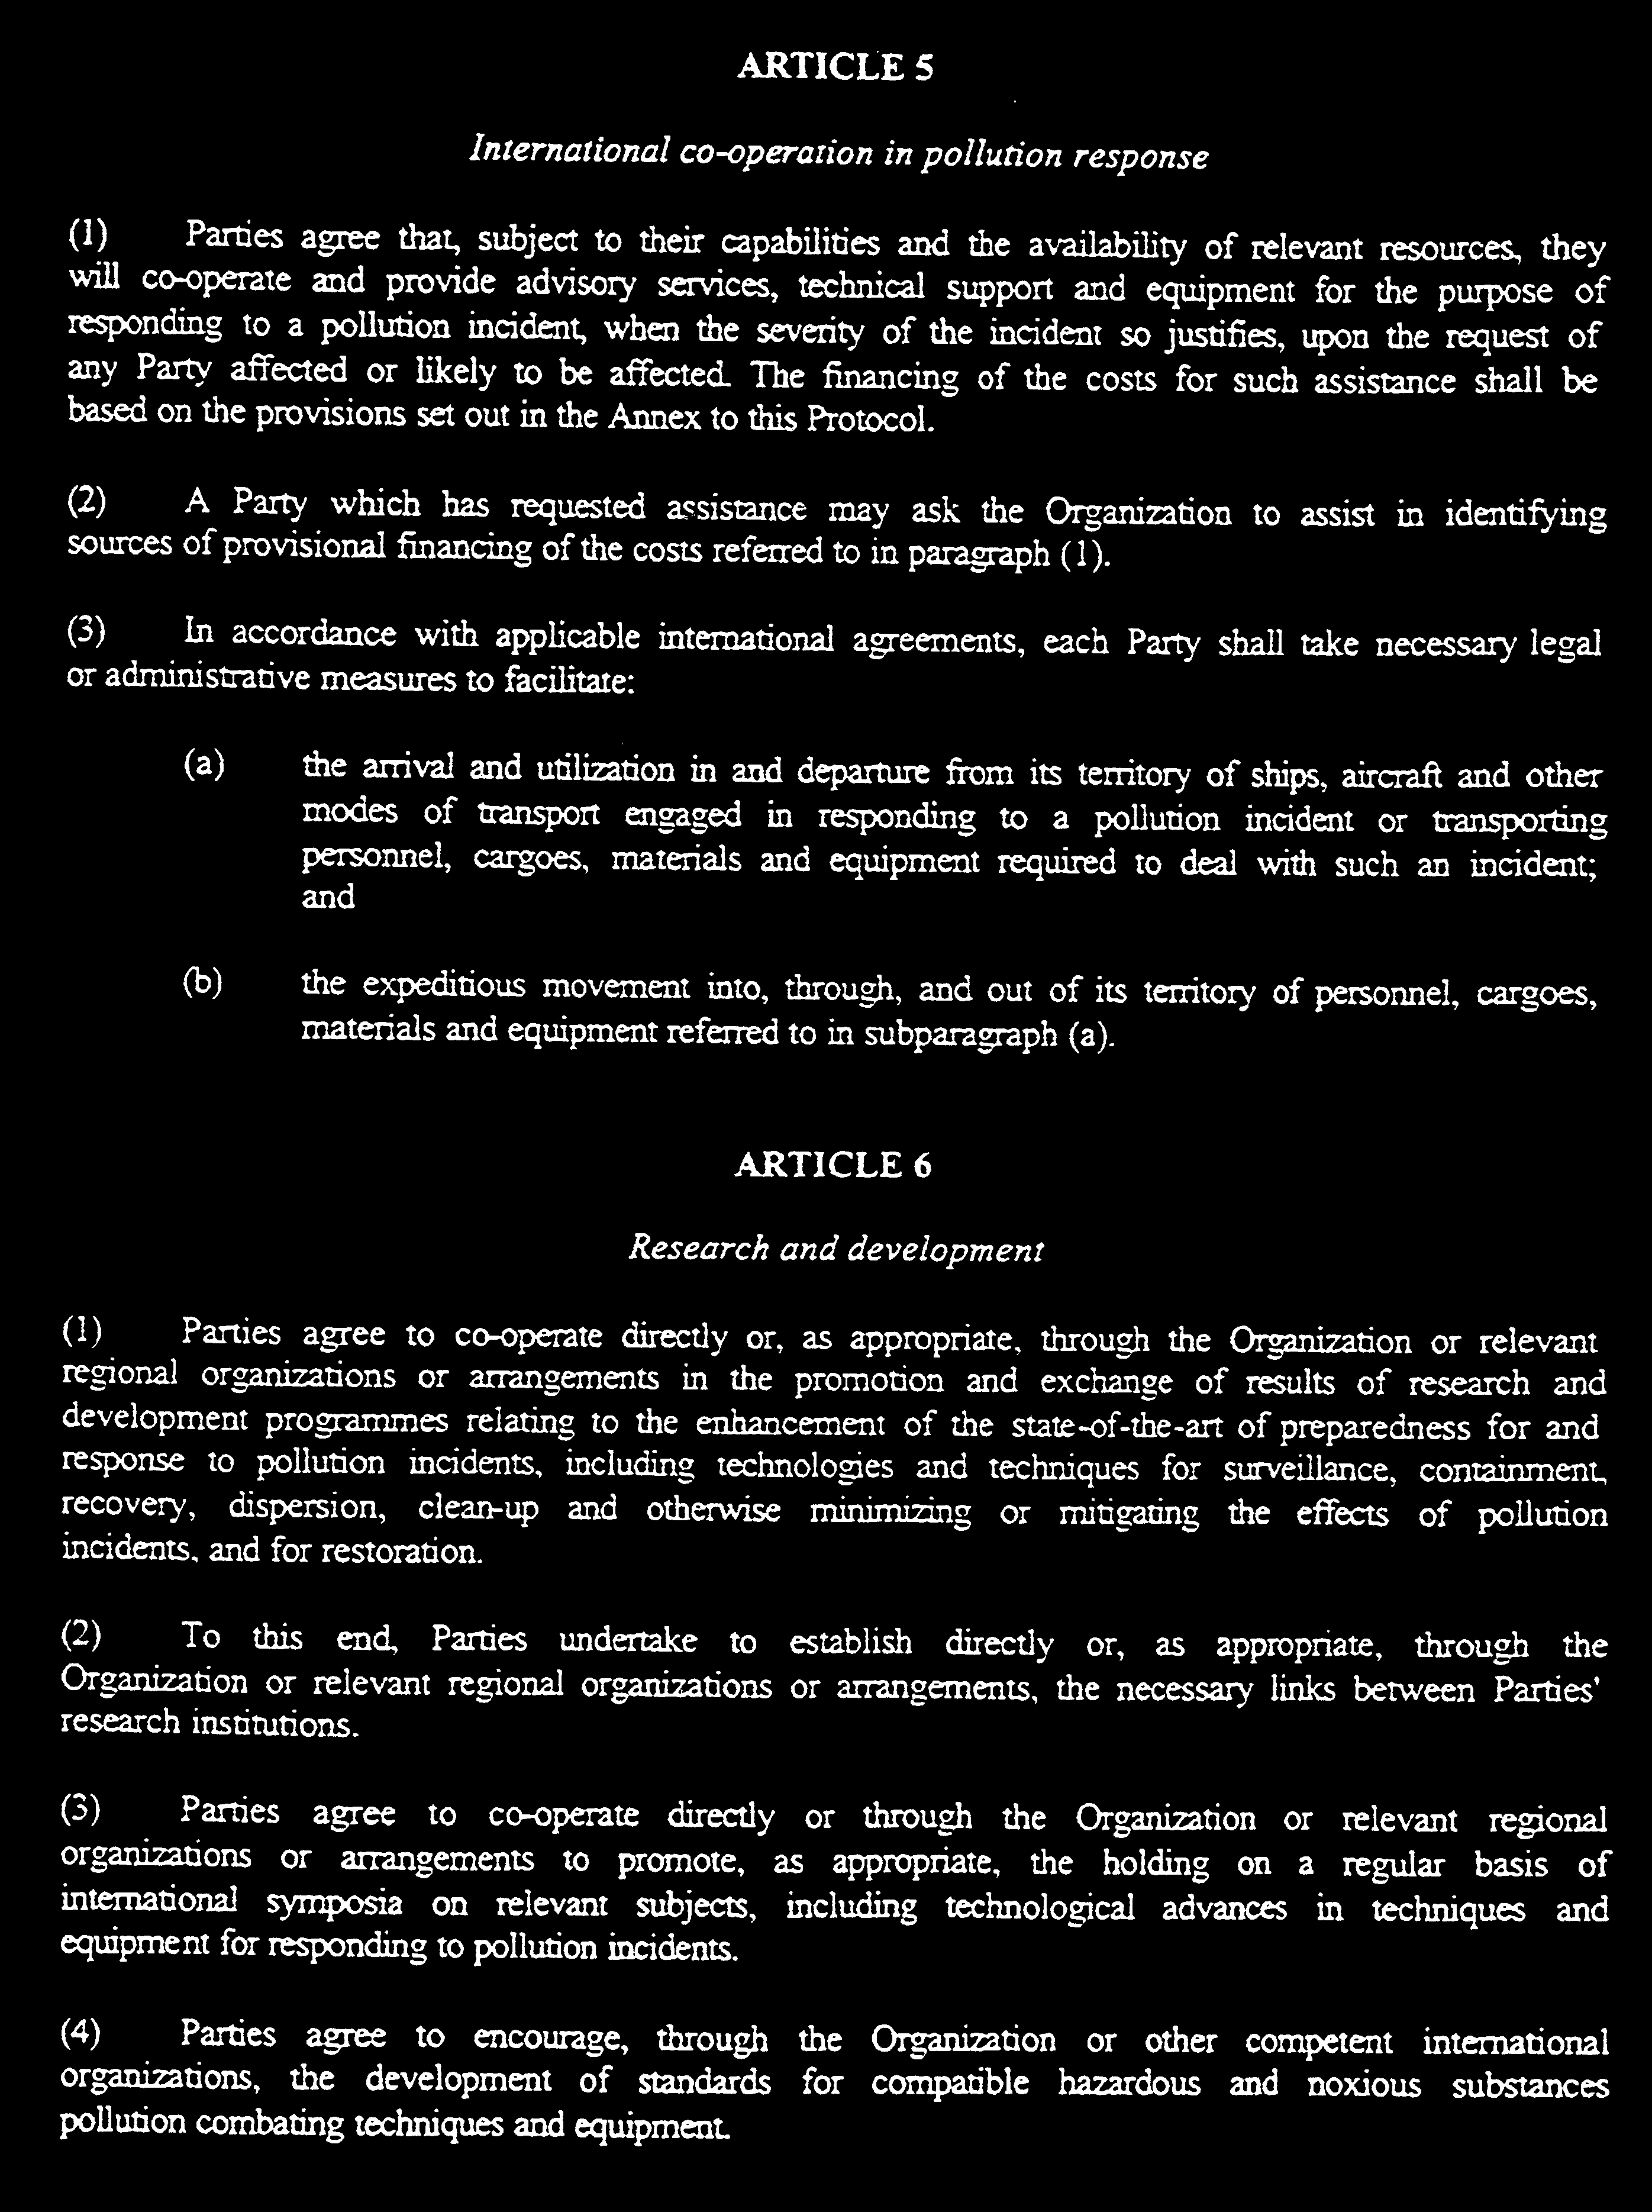 ARTICLE 5
International co-operation in pollution response
(1) Parties agree that, subject to their capabilities and the availability of relevant resources, they
will co-operate and provide advisory services, technical support and equipment for the purpose of
responding to a pollution incident, when the severity of the incident so justifies, upon the request of
any Party affected or likely to be affected. The financing of the costs for such assistance shall be
based on the provisions set out in the Annex to this Protocol.
(2) A Party which has requested assistance may ask the Organization to assist in identifying
sources of provisional financing of the costs referred to in paragraph (1).
(3) In accordance with applicable international agreements, each Party shall take necessary legal
or administrative measures to facilitate:
(a) the arrival and utilization in and departure from its territory of ships, aircraft and other
modes of transport engaged in responding to a pollution incident or transporting
personnel, cargoes, materials and equipment required to deal with such an incident;
and
(b) the expeditious movement into, through, and out of its territory of personnel, cargoes,
materials and equipment referred to in subparagraph (a).
ARTICLE 6
Research and development
(1) Parties agree to co-operate directly or, as appropriate, through the Organization or relevant
regional organizations or arrangements in the promotion and exchange of results of research and
development programmes relating to the enhancement of the state-of-the-art of preparedness for and
response to pollution incidents, including technologies and techniques for surveillance, containment,
recovery, dispersion, clean-up and otherwise minimizing or mitigating the effects of pollution
incidents, and for restoration.
(2) To this end, Parties undertake to establish directly or, as appropriate, through the
Organization or relevant regional organizations or arrangements, the necessary links between Parties'
research institutions.
(3) Parties agree to co-operate directly or through the Organization or relevant regional
organizations or arrangements to promote, as appropriate, the holding on a regular basis of
international symposia on relevant subjects, including technological advances in techniques and
equipment for responding to pollution incidents.
(4) Parties agree to encourage, through the Organization or other competent international
organizations, the development of standards for compatible hazardous and noxious substances
pollution combating techniques and equipment.